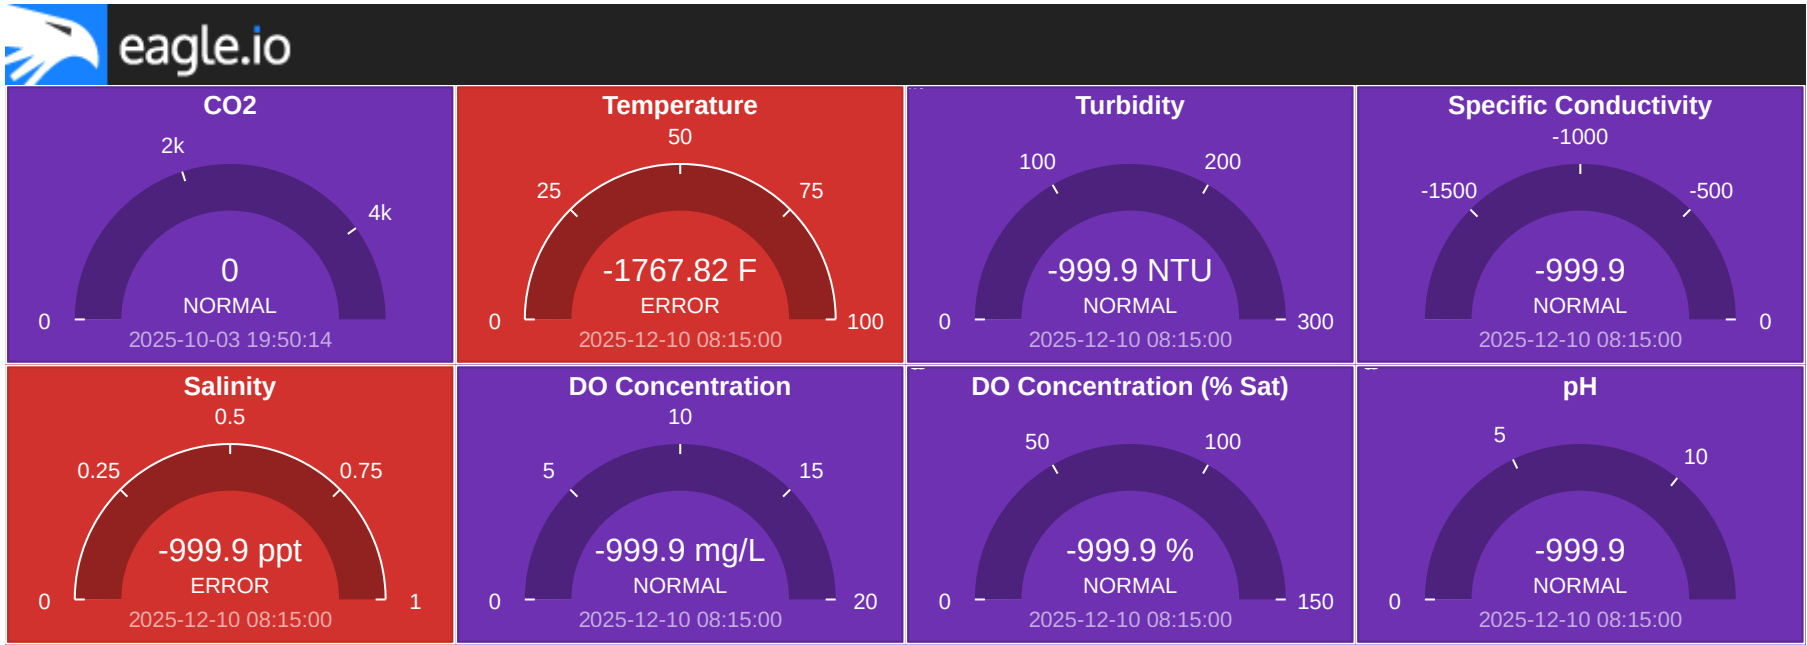 eagle.io
CO2
2k
4k
0
NORMAL
0
2025-10-03 19:50:14
Temperature
50
25
75
-1767.82 F
ERROR
0
100
2025-12-10 08:15:00
Turbidity
100
200
-999.9 NTU
NORMAL
0
300
2025-12-10 08:15:00
Specific Conductivity
-1000
-1500
-500
-999.9
NORMAL
0
2025-12-10 08:15:00
Salinity
0.5
0.25
0.75
-999.9 ppt
ERROR
0
1
2025-12-10 08:15:00
DO Concentration
10
5
15
-999.9 mg/L
NORMAL
0
20
2025-12-10 08:15:00
DO Concentration (% Sat)
50
100
-999.9 %
NORMAL
0
150
2025-12-10 08:15:00
pH
5
10
-999.9
NORMAL
0
2025-12-10 08:15:00